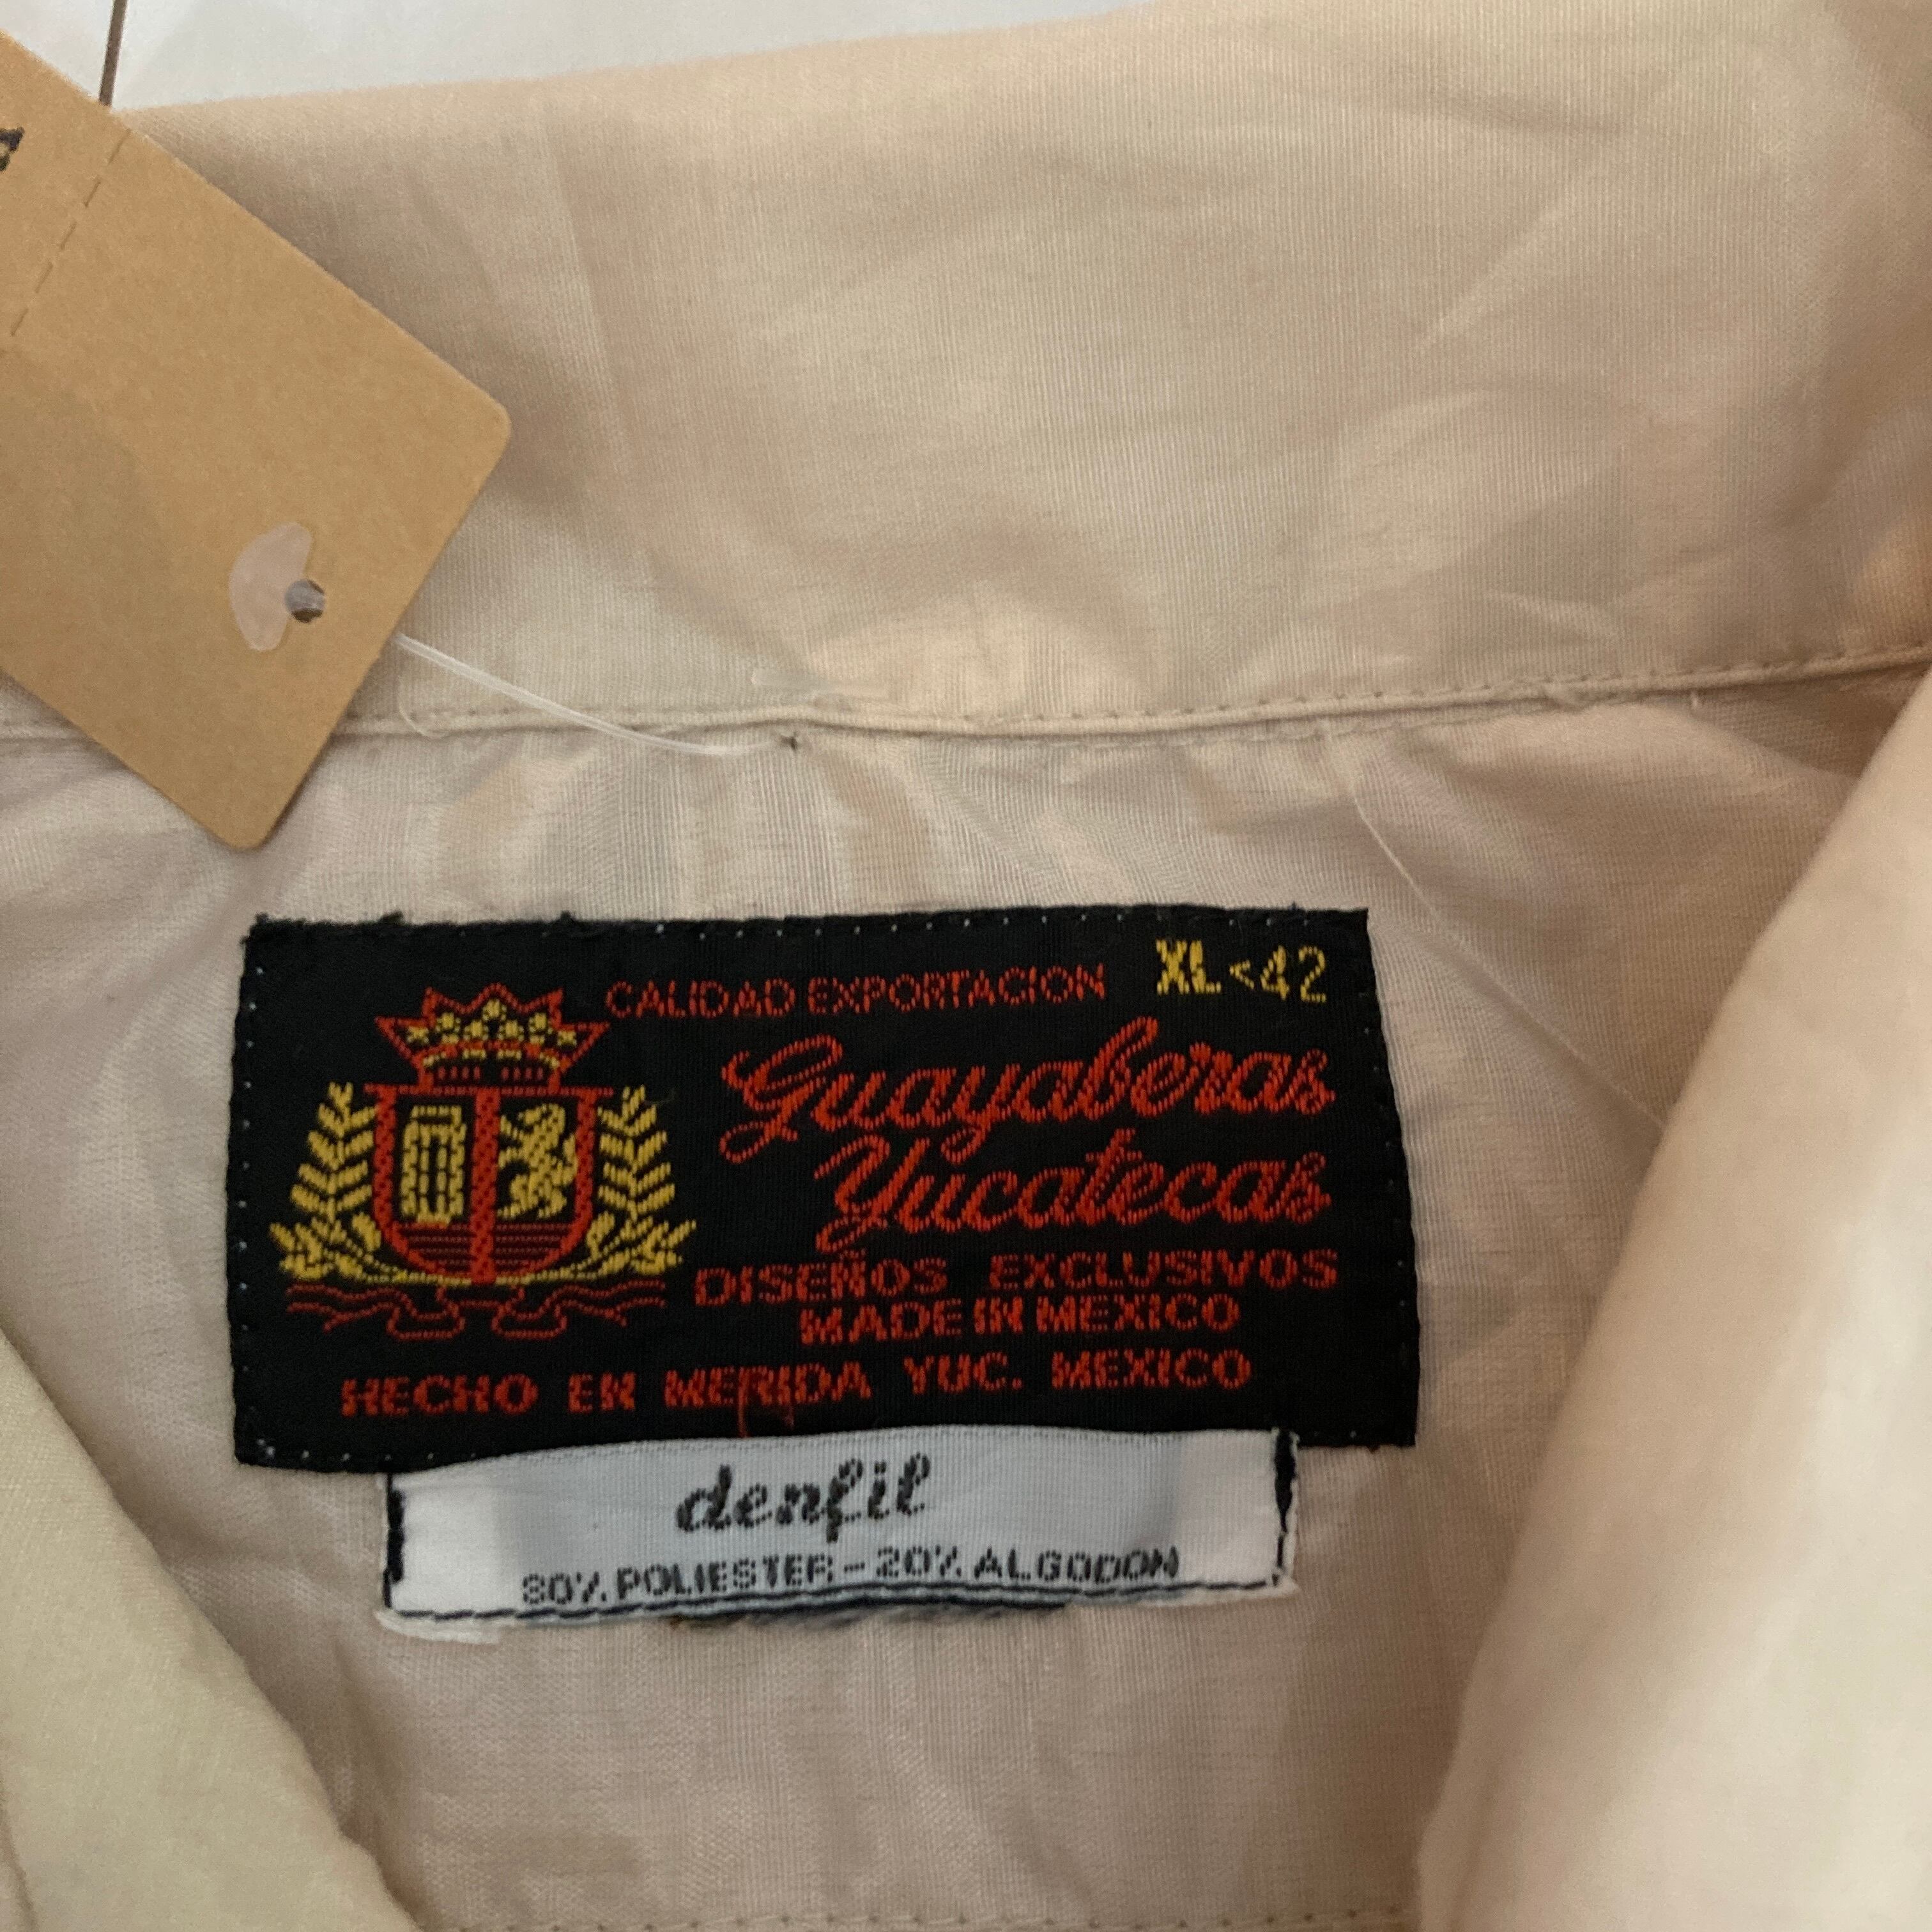 CALIDAD EXPORTACION XL <42
Guayaberas
Yucatecas
DISEÑOS EXCLUSIVOS
MADE IN MEXICO
HECHO EN MERIDA YUC. MEXICO
denfil
80% POLIESTER - 20% ALGODON